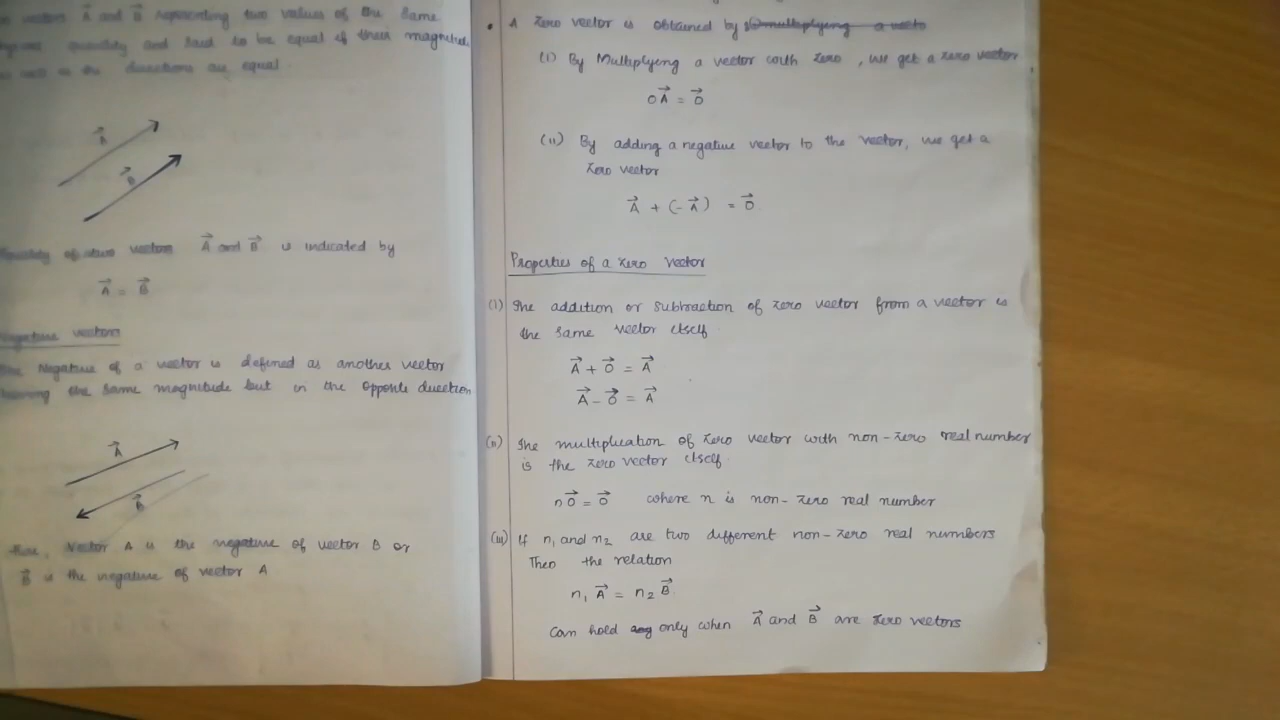 vectors A⃗ and B⃗ representing two values of the same
quantity and said to be equal if their magnitude
as well as the directions are equal
A⃗
B⃗
Equality of two vectors A⃗ and B⃗ is indicated by
A⃗ = B⃗
Negative vectors
The Negative of a vector is defined as another vector
having the same magnitude but in the opposite direction
A⃗
B⃗
Here, Vector A is the negative of vector B or
B⃗ is the negative of vector A
• A zero vector is obtained by multiplying a vecto
(i) By Multiplying a vector with zero, we get a zero vector
0A⃗ = 0⃗
(ii) By adding a negative vector to the vector, we get a
zero vector
A⃗ + (-A⃗) = 0⃗
Properties of a zero vector
(i) The addition or subtraction of zero vector from a vector is
the same vector itself
A⃗ + 0⃗ = A⃗
A⃗ - 0⃗ = A⃗
(ii) The multiplication of zero vector with non-zero real number
is the zero vector itself.
n0⃗ = 0⃗ where n is non-zero real number
(iii) If n₁ and n₂ are two different non-zero real numbers
Then the relation
n₁ A⃗ = n₂ B⃗
Can hold only when A⃗ and B⃗ are zero vectors